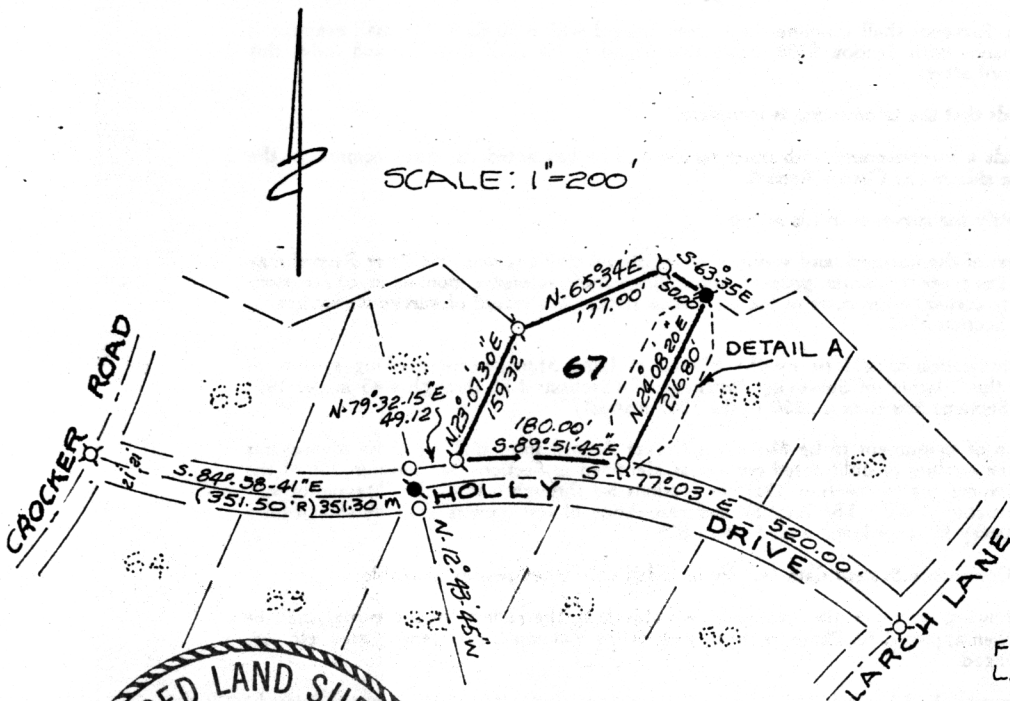 SCALE: 1"=200'
N-65°34'E
177.00'
S-63°-35'E
50.00
DETAIL A
N.24°08'20"E
216.80'
67
66
65
68
69
N-79°32-15"E
49.12'
N.23°-07'.30"E
159.32'
180.00'
S-89°-51-45"E
CROCKER ROAD
21' 21'
S-84°-38-41"E
(351.50'R) 351.30'm
HOLLY DRIVE
S-77°03' E - 520.00'
N-12°43-45"W
64
63
62
61
60
LARCH LANE
F
L
LAND